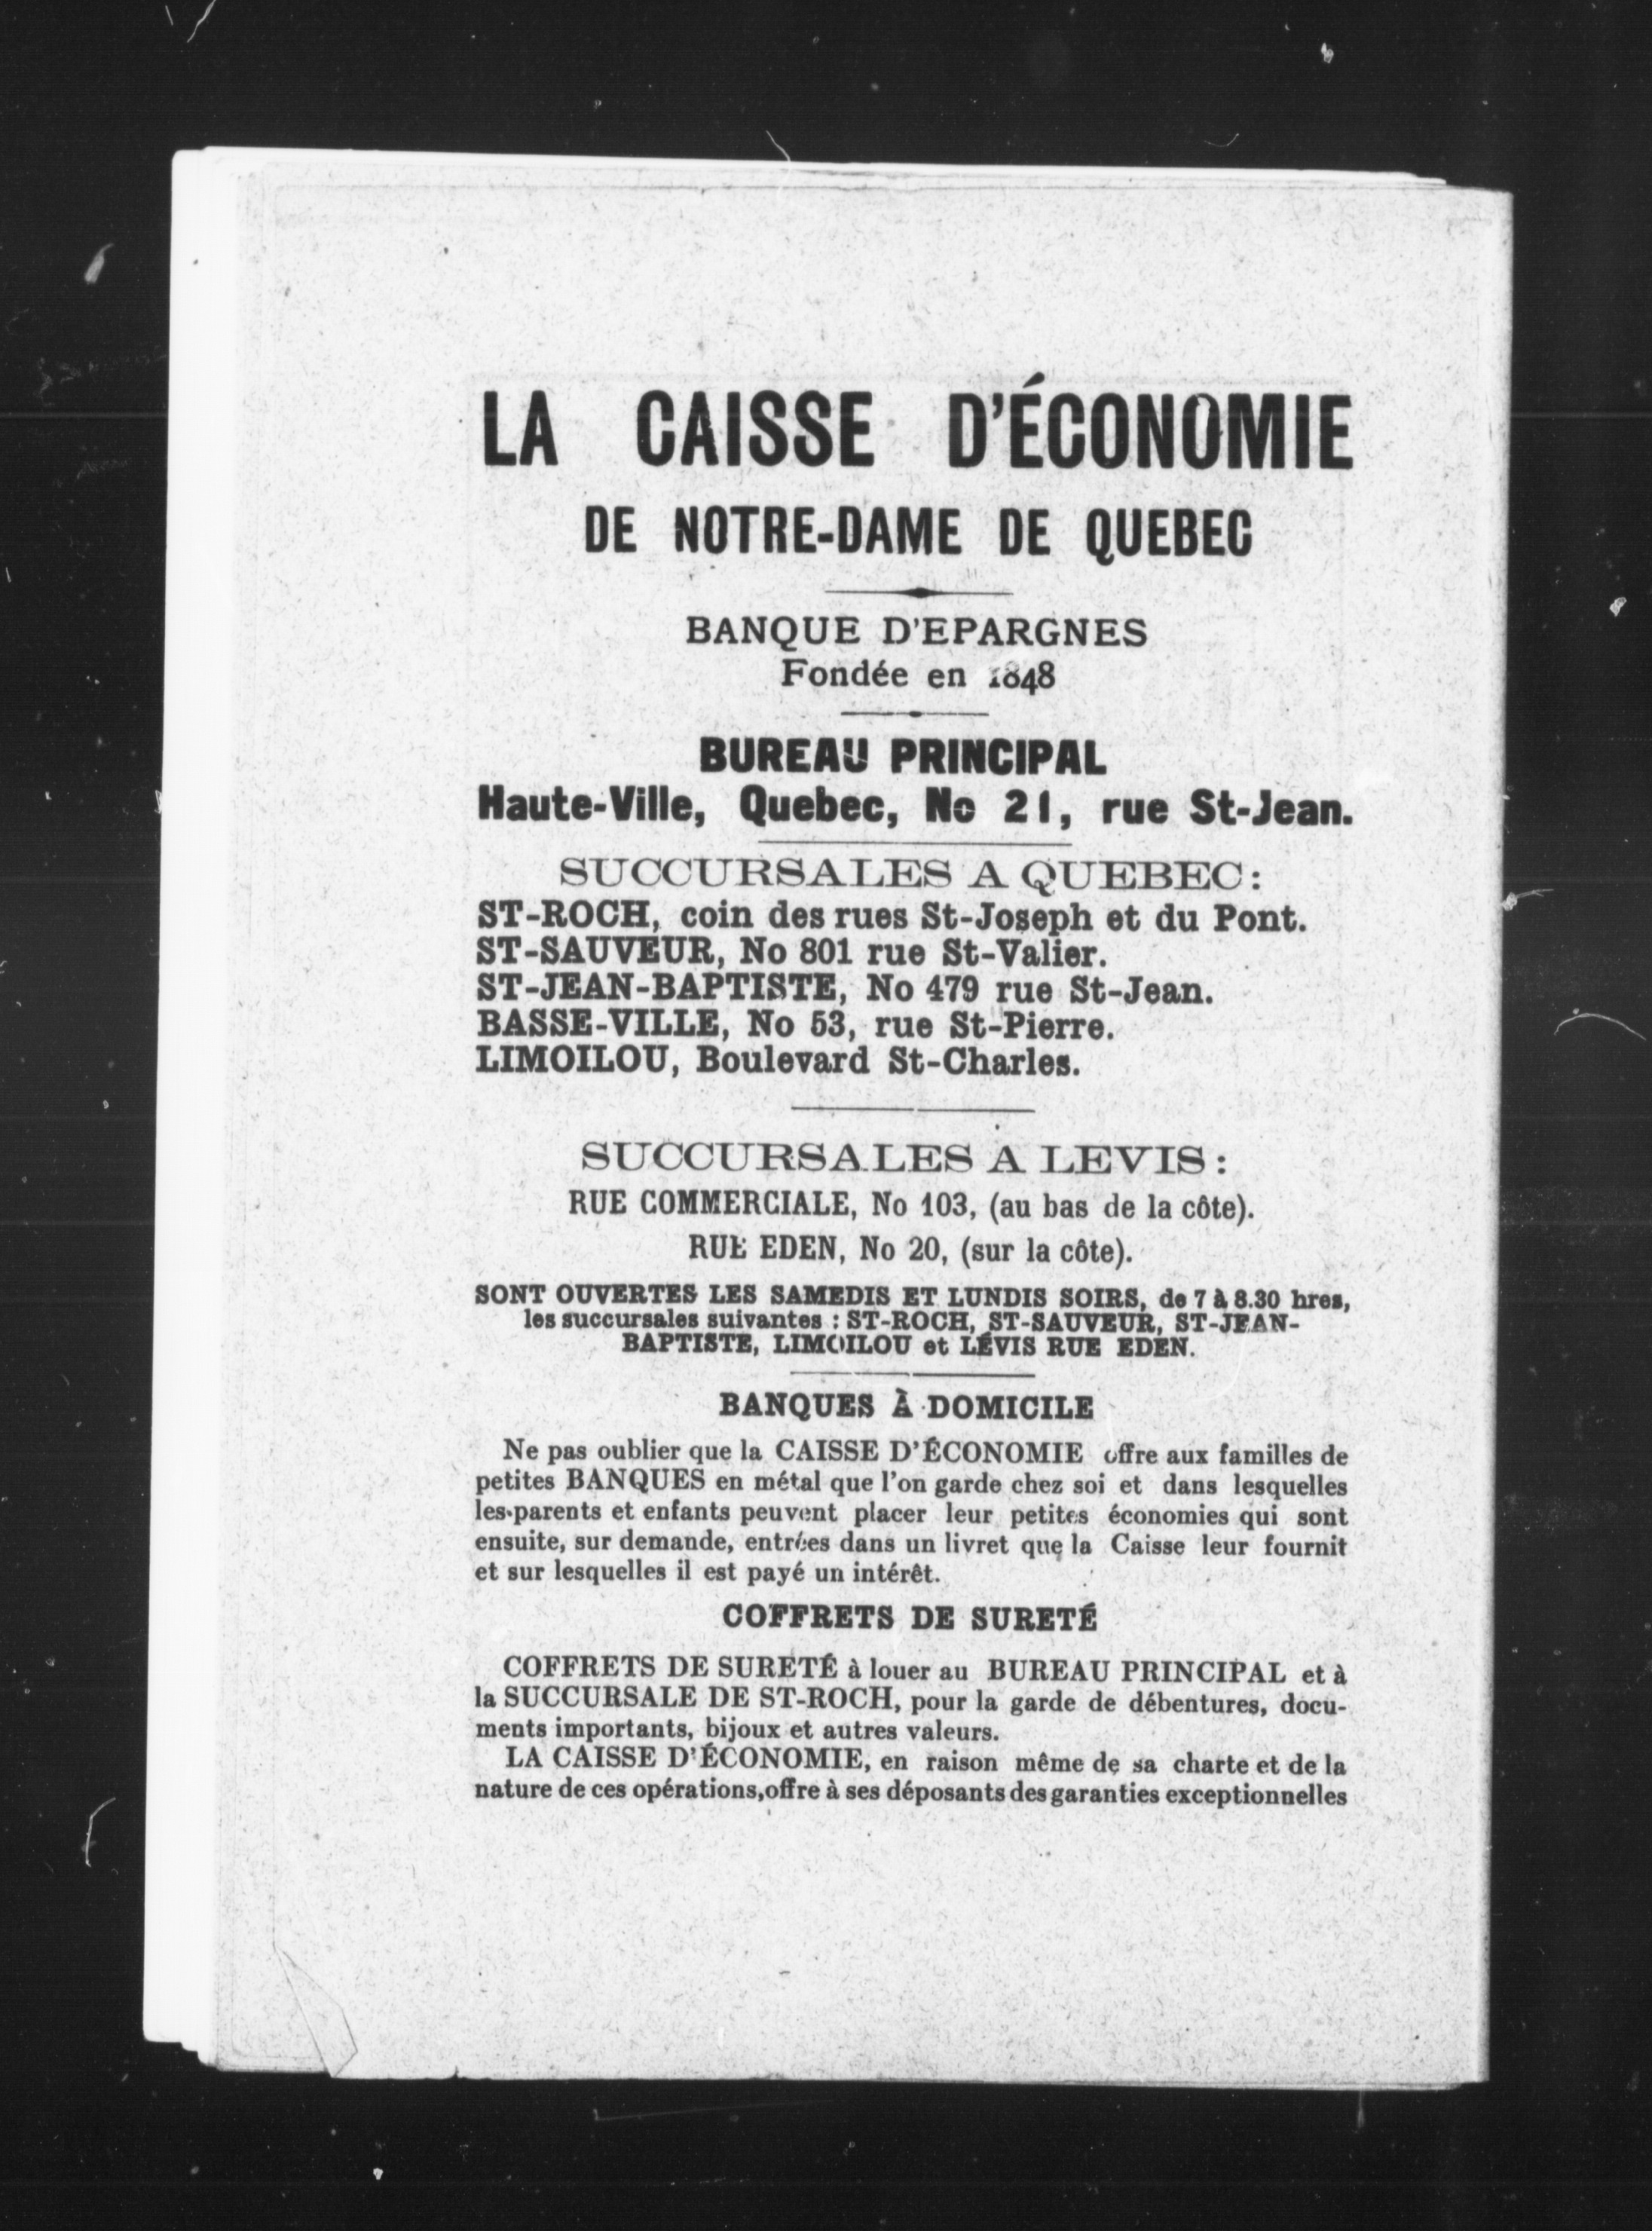 LA CAISSE D'ÉCONOMIE
DE NOTRE-DAME DE QUEBEC
BANQUE D'EPARGNES
Fondée en 1848
BUREAU PRINCIPAL
Haute-Ville, Quebec, No 21, rue St-Jean.
SUCCURSALES A QUEBEC:
ST-ROCH, coin des rues St-Joseph et du Pont.
ST-SAUVEUR, No 801 rue St-Valier.
ST-JEAN-BAPTISTE, No 479 rue St-Jean.
BASSE-VILLE, No 53, rue St-Pierre.
LIMOILOU, Boulevard St-Charles.
SUCCURSALES A LEVIS:
RUE COMMERCIALE, No 103, (au bas de la côte).
RUE EDEN, No 20, (sur la côte).
SONT OUVERTES LES SAMEDIS ET LUNDIS SOIRS, de 7 à 8.30 hres,
les succursales suivantes : ST-ROCH, ST-SAUVEUR, ST-JEAN-
BAPTISTE, LIMOILOU et LÉVIS RUE EDEN.
BANQUES À DOMICILE
Ne pas oublier que la CAISSE D'ÉCONOMIE offre aux familles de
petites BANQUES en métal que l'on garde chez soi et dans lesquelles
les parents et enfants peuvent placer leur petites économies qui sont
ensuite, sur demande, entrées dans un livret que la Caisse leur fournit
et sur lesquelles il est payé un intérêt.
COFFRETS DE SURETÉ
COFFRETS DE SURETÉ à louer au BUREAU PRINCIPAL et à
la SUCCURSALE DE ST-ROCH, pour la garde de débentures, docu-
ments importants, bijoux et autres valeurs.
LA CAISSE D'ÉCONOMIE, en raison même de sa charte et de la
nature de ces opérations,offre à ses déposants des garanties exceptionnelles